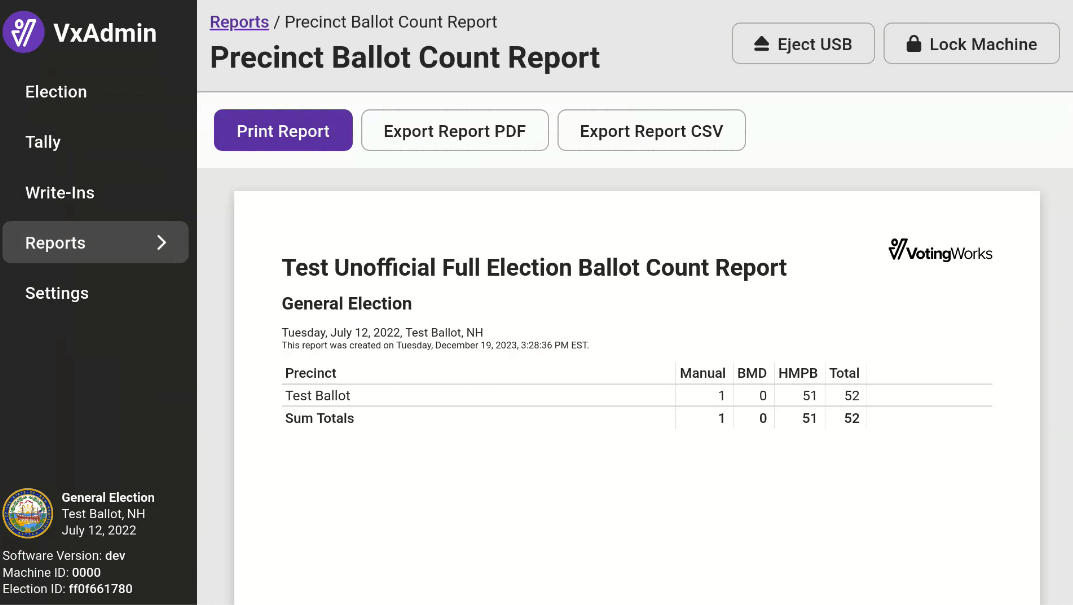 VxAdmin
Election
Tally
Write-Ins
Reports
Settings
General Election
Test Ballot, NH
July 12, 2022
Software Version: dev
Machine ID: 0000
Election ID: ff0f661780
Reports / Precinct Ballot Count Report
Precinct Ballot Count Report
Eject USB
Lock Machine
Print Report
Export Report PDF
Export Report CSV
VotingWorks
Test Unofficial Full Election Ballot Count Report
General Election
Tuesday, July 12, 2022, Test Ballot, NH
This report was created on Tuesday, December 19, 2023, 3:28:36 PM EST.
Precinct Manual BMD HMPB Total
Test Ballot 1 0 51 52
Sum Totals 1 0 51 52